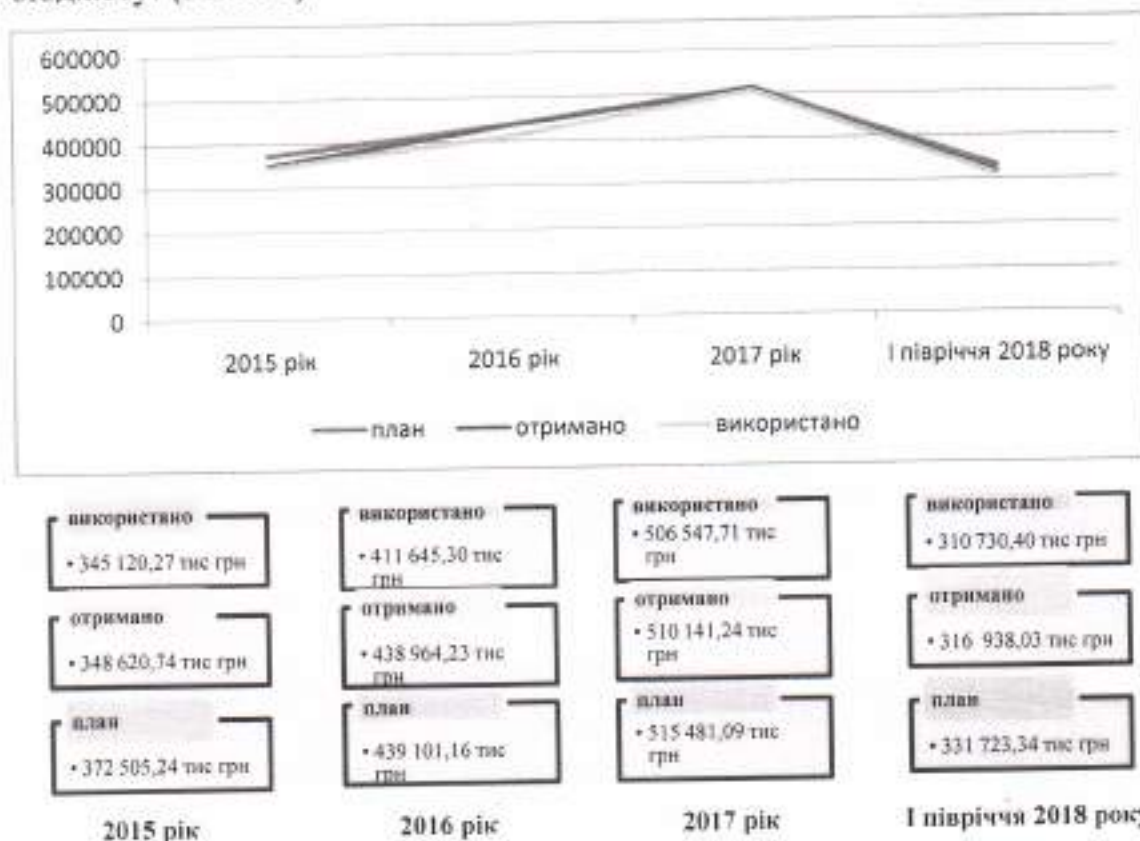 600000
500000
400000
300000
200000
100000
0
2015 рік
2016 рік
2017 рік
І півріччя 2018 року
план
отримано
використано
використано
• 345 120,27 тис грн
отримано
• 348 620,74 тис грн
план
• 372 505,24 тис грн
2015 рік
використано
• 411 645,30 тис
грн
отримано
• 438 964,23 тис
грн
план
• 439 101,16 тис
грн
2016 рік
використано
• 506 547,71 тис
грн
отримано
• 510 141,24 тис
грн
план
• 515 481,09 тис
грн
2017 рік
використано
• 310 730,40 тис грн
отримано
• 316 938,03 тис грн
план
• 331 723,34 тис грн
І півріччя 2018 року